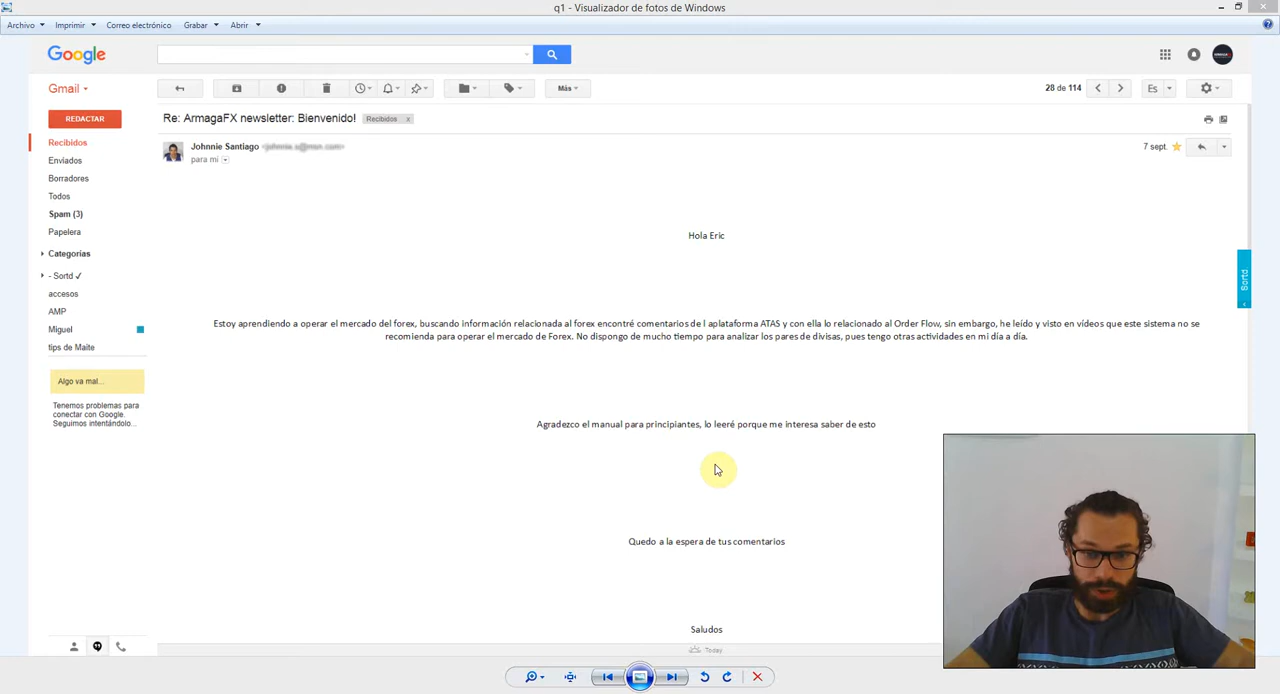 q1 - Visualizador de fotos de Windows
Archivo Imprimir Correo electrónico Grabar Abrir
Google
Gmail Más 28 de 114 Es
REDACTAR
Re: ArmagaFX newsletter: Bienvenido! Recibidos x
Recibidos
Enviados
Borradores
Todos
Spam (3)
Papelera
Categorías
- Sortd ✓
accesos
AMP
Miguel
tips de Maite
Algo va mal...
Tenemos problemas para
conectar con Google.
Seguimos intentándolo...
Johnnie Santiago 7 sept.
para mi
Hola Eric
Estoy aprendiendo a operar el mercado del forex, buscando información relacionada al forex encontré comentarios de l aplataforma ATAS y con ella lo relacionado al Order Flow, sin embargo, he leído y visto en vídeos que este sistema no se
recomienda para operar el mercado de Forex. No dispongo de mucho tiempo para analizar los pares de divisas, pues tengo otras actividades en mi día a día.
Agradezco el manual para principiantes, lo leeré porque me interesa saber de esto
Quedo a la espera de tus comentarios
Saludos
Today
Sortd